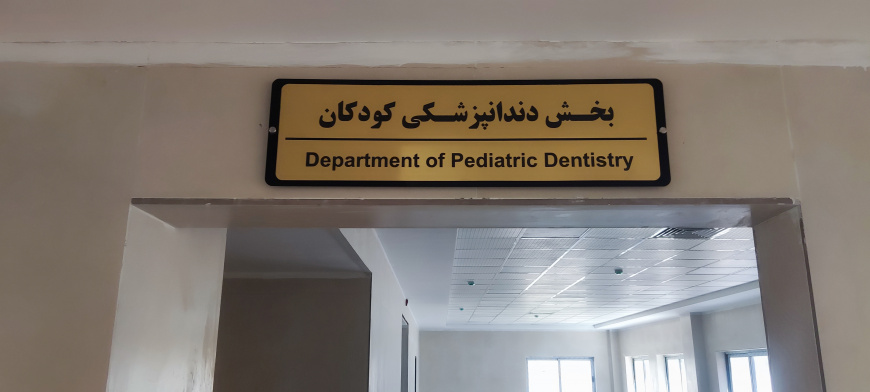 بخش دندانپزشکی کودکان
Department of Pediatric Dentistry